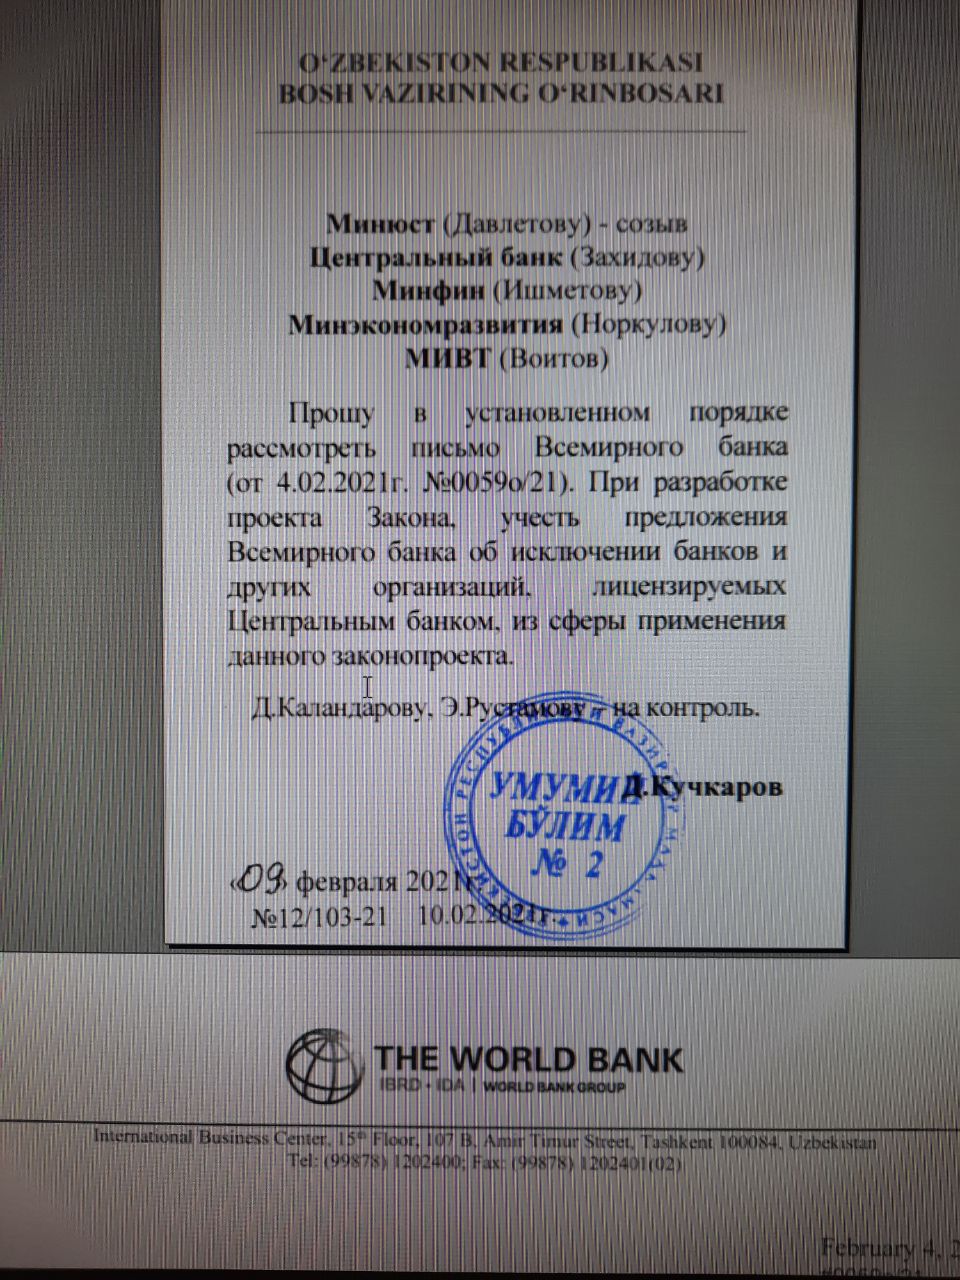 O‘ZBEKISTON RESPUBLIKASI
BOSH VAZIRINING O‘RINBOSARI
Минюст (Давлетову) - созыв
Центральный банк (Захидову)
Минфин (Ишметову)
Минэкономразвития (Норкулову)
МИВТ (Воитов)
Прошу в установленном порядке
рассмотреть письмо Всемирного банка
(от 4.02.2021г. №0059о/21). При разработке
проекта Закона, учесть предложения
Всемирного банка об исключении банков и
других организаций, лицензируемых
Центральным банком, из сферы применения
данного законопроекта.
Д.Каландарову, Э.Рустамову – на контроль.
Д.Кучкаров
УМУМИЙ
БЎЛИМ
№ 2
«09» февраля 2021г.
№12/103-21 10.02.2021г.
THE WORLD BANK
IBRD • IDA | WORLD BANK GROUP
International Business Center, 15th Floor, 107 B, Amir Timur Street, Tashkent 100084, Uzbekistan
Tel: (99878) 1202400; Fax: (99878) 1202401(02)
February 4, 2